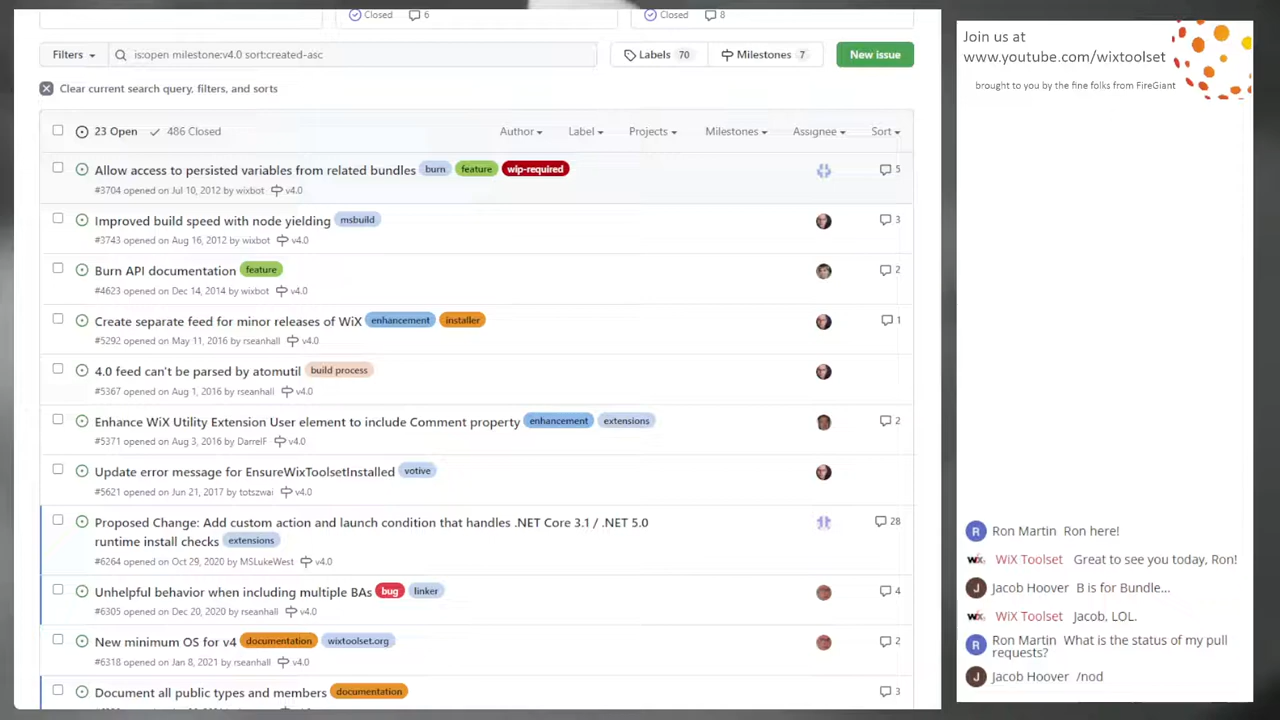 Closed 6
Closed 8
Filters
is:open milestone:v4.0 sort:created-asc
Labels 70
Milestones 7
New issue
Clear current search query, filters, and sorts
23 Open 486 Closed
Author Label Projects Milestones Assignee Sort
Allow access to persisted variables from related bundles burn feature wip-required 5
#3704 opened on Jul 10, 2012 by wixbot v4.0
Improved build speed with node yielding msbuild 3
#3743 opened on Aug 16, 2012 by wixbot v4.0
Burn API documentation feature 2
#4623 opened on Dec 14, 2014 by wixbot v4.0
Create separate feed for minor releases of WiX enhancement installer 1
#5292 opened on May 11, 2016 by rseanhall v4.0
4.0 feed can't be parsed by atomutil build process
#5367 opened on Aug 1, 2016 by rseanhall v4.0
Enhance WiX Utility Extension User element to include Comment property enhancement extensions 2
#5371 opened on Aug 3, 2016 by DarrelF v4.0
Update error message for EnsureWixToolsetInstalled votive
#5621 opened on Jun 21, 2017 by totszwai v4.0
Proposed Change: Add custom action and launch condition that handles .NET Core 3.1 / .NET 5.0 28
runtime install checks extensions
#6264 opened on Oct 29, 2020 by MSLukeWest v4.0
Unhelpful behavior when including multiple BAs bug linker 4
#6305 opened on Dec 20, 2020 by rseanhall v4.0
New minimum OS for v4 documentation wixtoolset.org 2
#6318 opened on Jan 8, 2021 by rseanhall v4.0
Document all public types and members documentation 3
Join us at
www.youtube.com/wixtoolset
brought to you by the fine folks from FireGiant
R Ron Martin Ron here!
WiX WiX Toolset Great to see you today, Ron!
J Jacob Hoover B is for Bundle...
WiX WiX Toolset Jacob, LOL.
R Ron Martin What is the status of my pull
requests?
J Jacob Hoover /nod